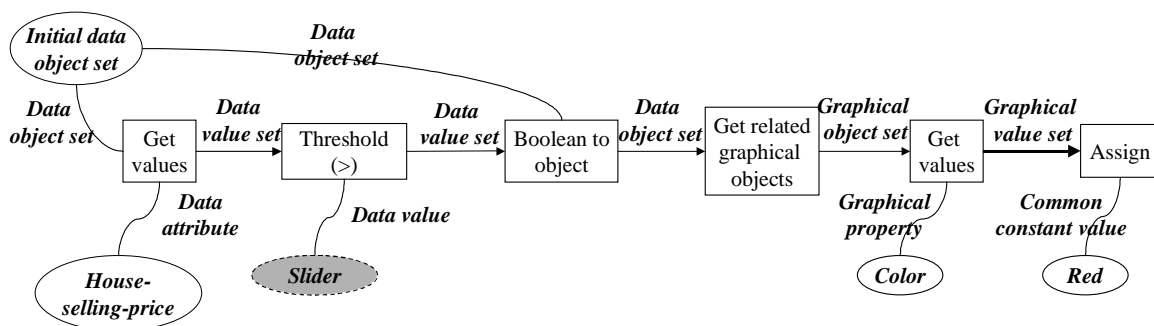 Initial data
object set
Data
object set
Data
object set
Get
values
Data
value set
Threshold
(>)
Data
value set
Boolean to
object
Data
object set
Get related
graphical
objects
Graphical
object set
Get
values
Graphical
value set
Assign
Data
attribute
Data value
Graphical
property
Common
constant value
House-
selling-price
Slider
Color
Red